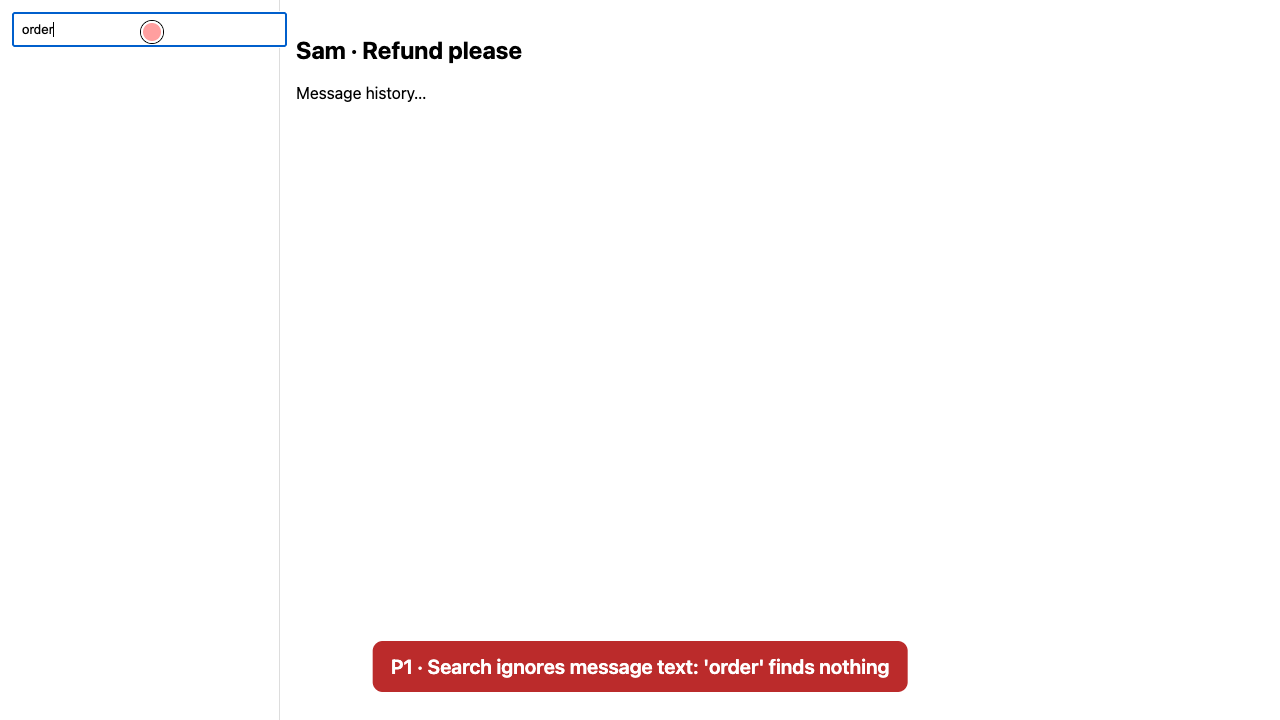 order
Sam · Refund please
Message history...
P1 · Search ignores message text: 'order' finds nothing